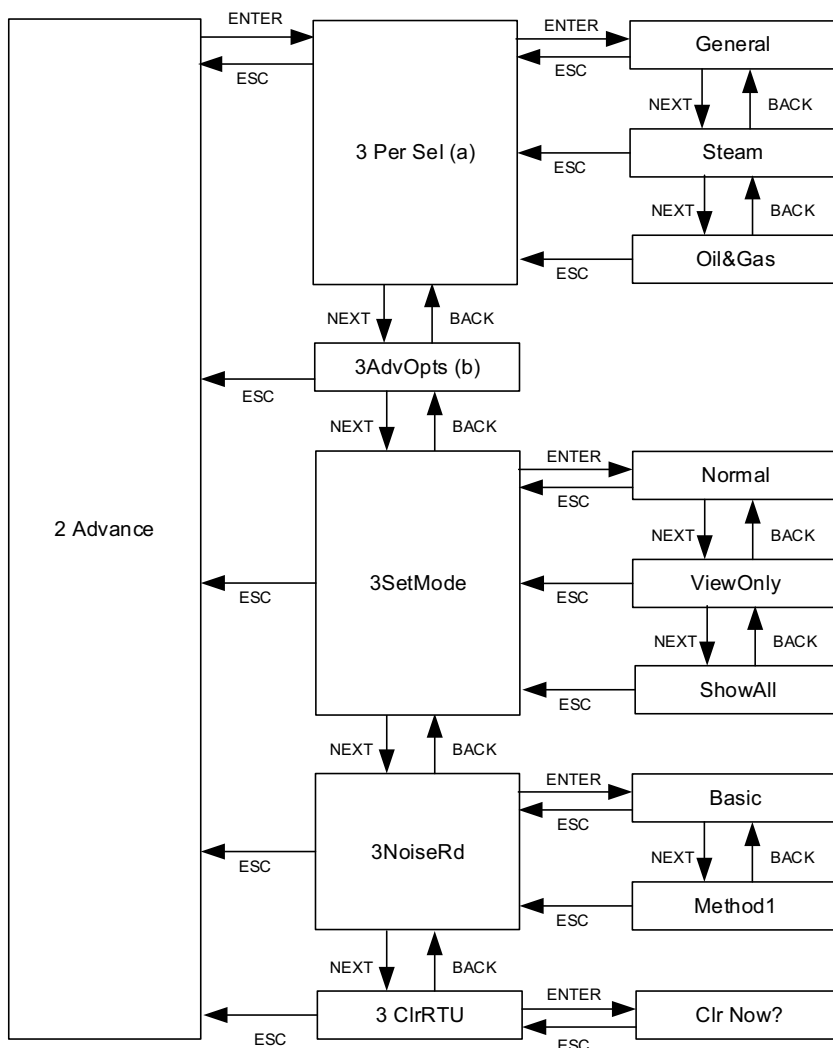 ENTER
ENTER
General
ESC
ESC
NEXT
BACK
3 Per Sel (a)
Steam
ESC
NEXT
BACK
Oil&Gas
ESC
NEXT
BACK
3AdvOpts (b)
ESC
NEXT
BACK
ENTER
Normal
ESC
NEXT
BACK
2 Advance
3SetMode
ViewOnly
ESC
ESC
NEXT
BACK
ShowAll
ESC
NEXT
BACK
ENTER
Basic
ESC
3NoiseRd
NEXT
BACK
ESC
Method1
ESC
NEXT
BACK
ENTER
3 ClrRTU
Clr Now?
ESC
ESC